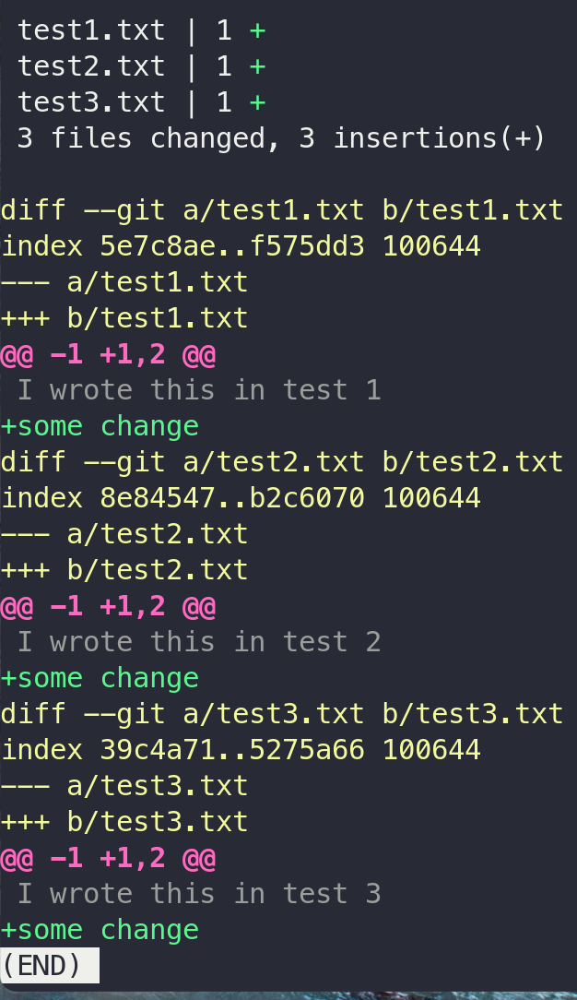 test1.txt | 1 +
test2.txt | 1 +
test3.txt | 1 +
3 files changed, 3 insertions(+)
diff --git a/test1.txt b/test1.txt
index 5e7c8ae..f575dd3 100644
--- a/test1.txt
+++ b/test1.txt
@@ -1 +1,2 @@
I wrote this in test 1
+some change
diff --git a/test2.txt b/test2.txt
index 8e84547..b2c6070 100644
--- a/test2.txt
+++ b/test2.txt
@@ -1 +1,2 @@
I wrote this in test 2
+some change
diff --git a/test3.txt b/test3.txt
index 39c4a71..5275a66 100644
--- a/test3.txt
+++ b/test3.txt
@@ -1 +1,2 @@
I wrote this in test 3
+some change
(END)